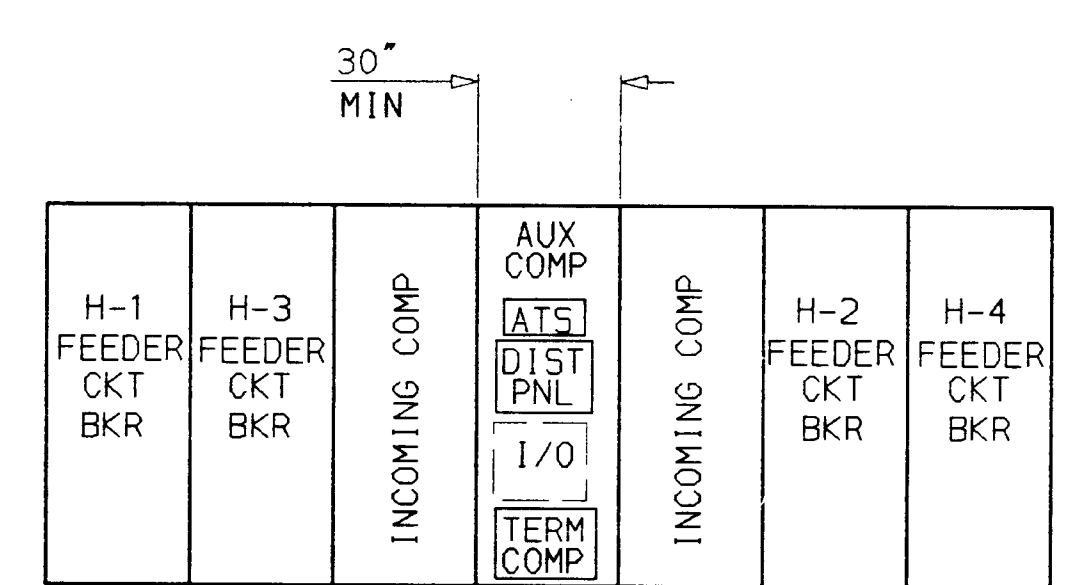 30"
MIN
H-1
FEEDER
CKT
BKR
H-3
FEEDER
CKT
BKR
INCOMING COMP
AUX
COMP
ATS
DIST
PNL
I/O
TERM
COMP
INCOMING COMP
H-2
FEEDER
CKT
BKR
H-4
FEEDER
CKT
BKR